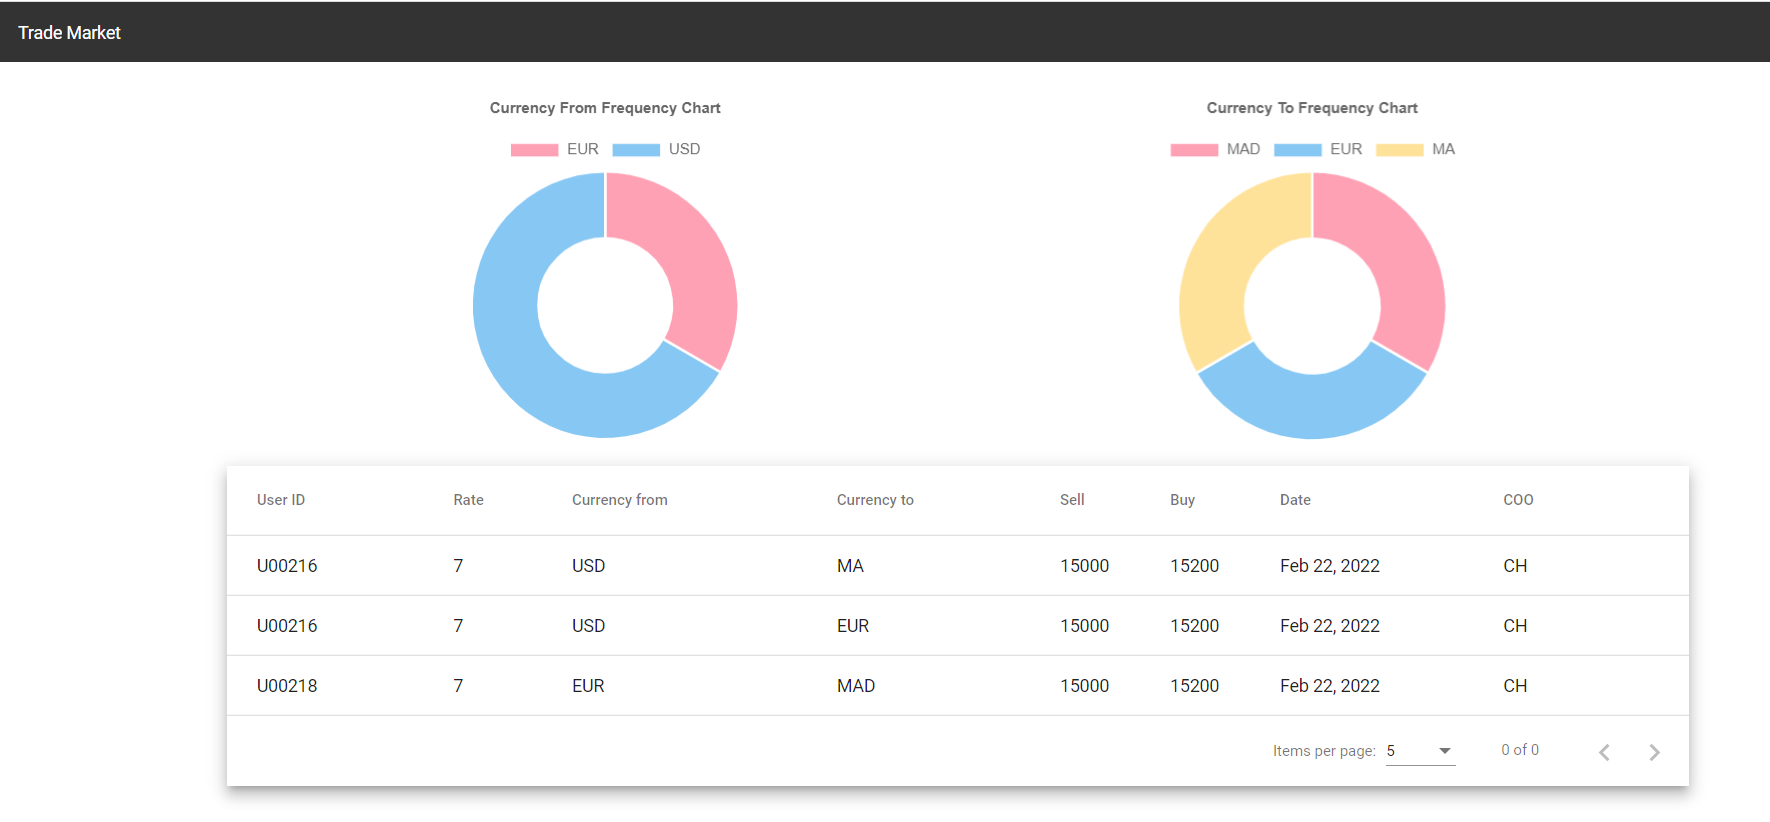 Trade Market
Currency From Frequency Chart
EUR USD
Currency To Frequency Chart
MAD EUR MA
User ID Rate Currency from Currency to Sell Buy Date COO
U00216 7 USD MA 15000 15200 Feb 22, 2022 CH
U00216 7 USD EUR 15000 15200 Feb 22, 2022 CH
U00218 7 EUR MAD 15000 15200 Feb 22, 2022 CH
Items per page: 5 0 of 0